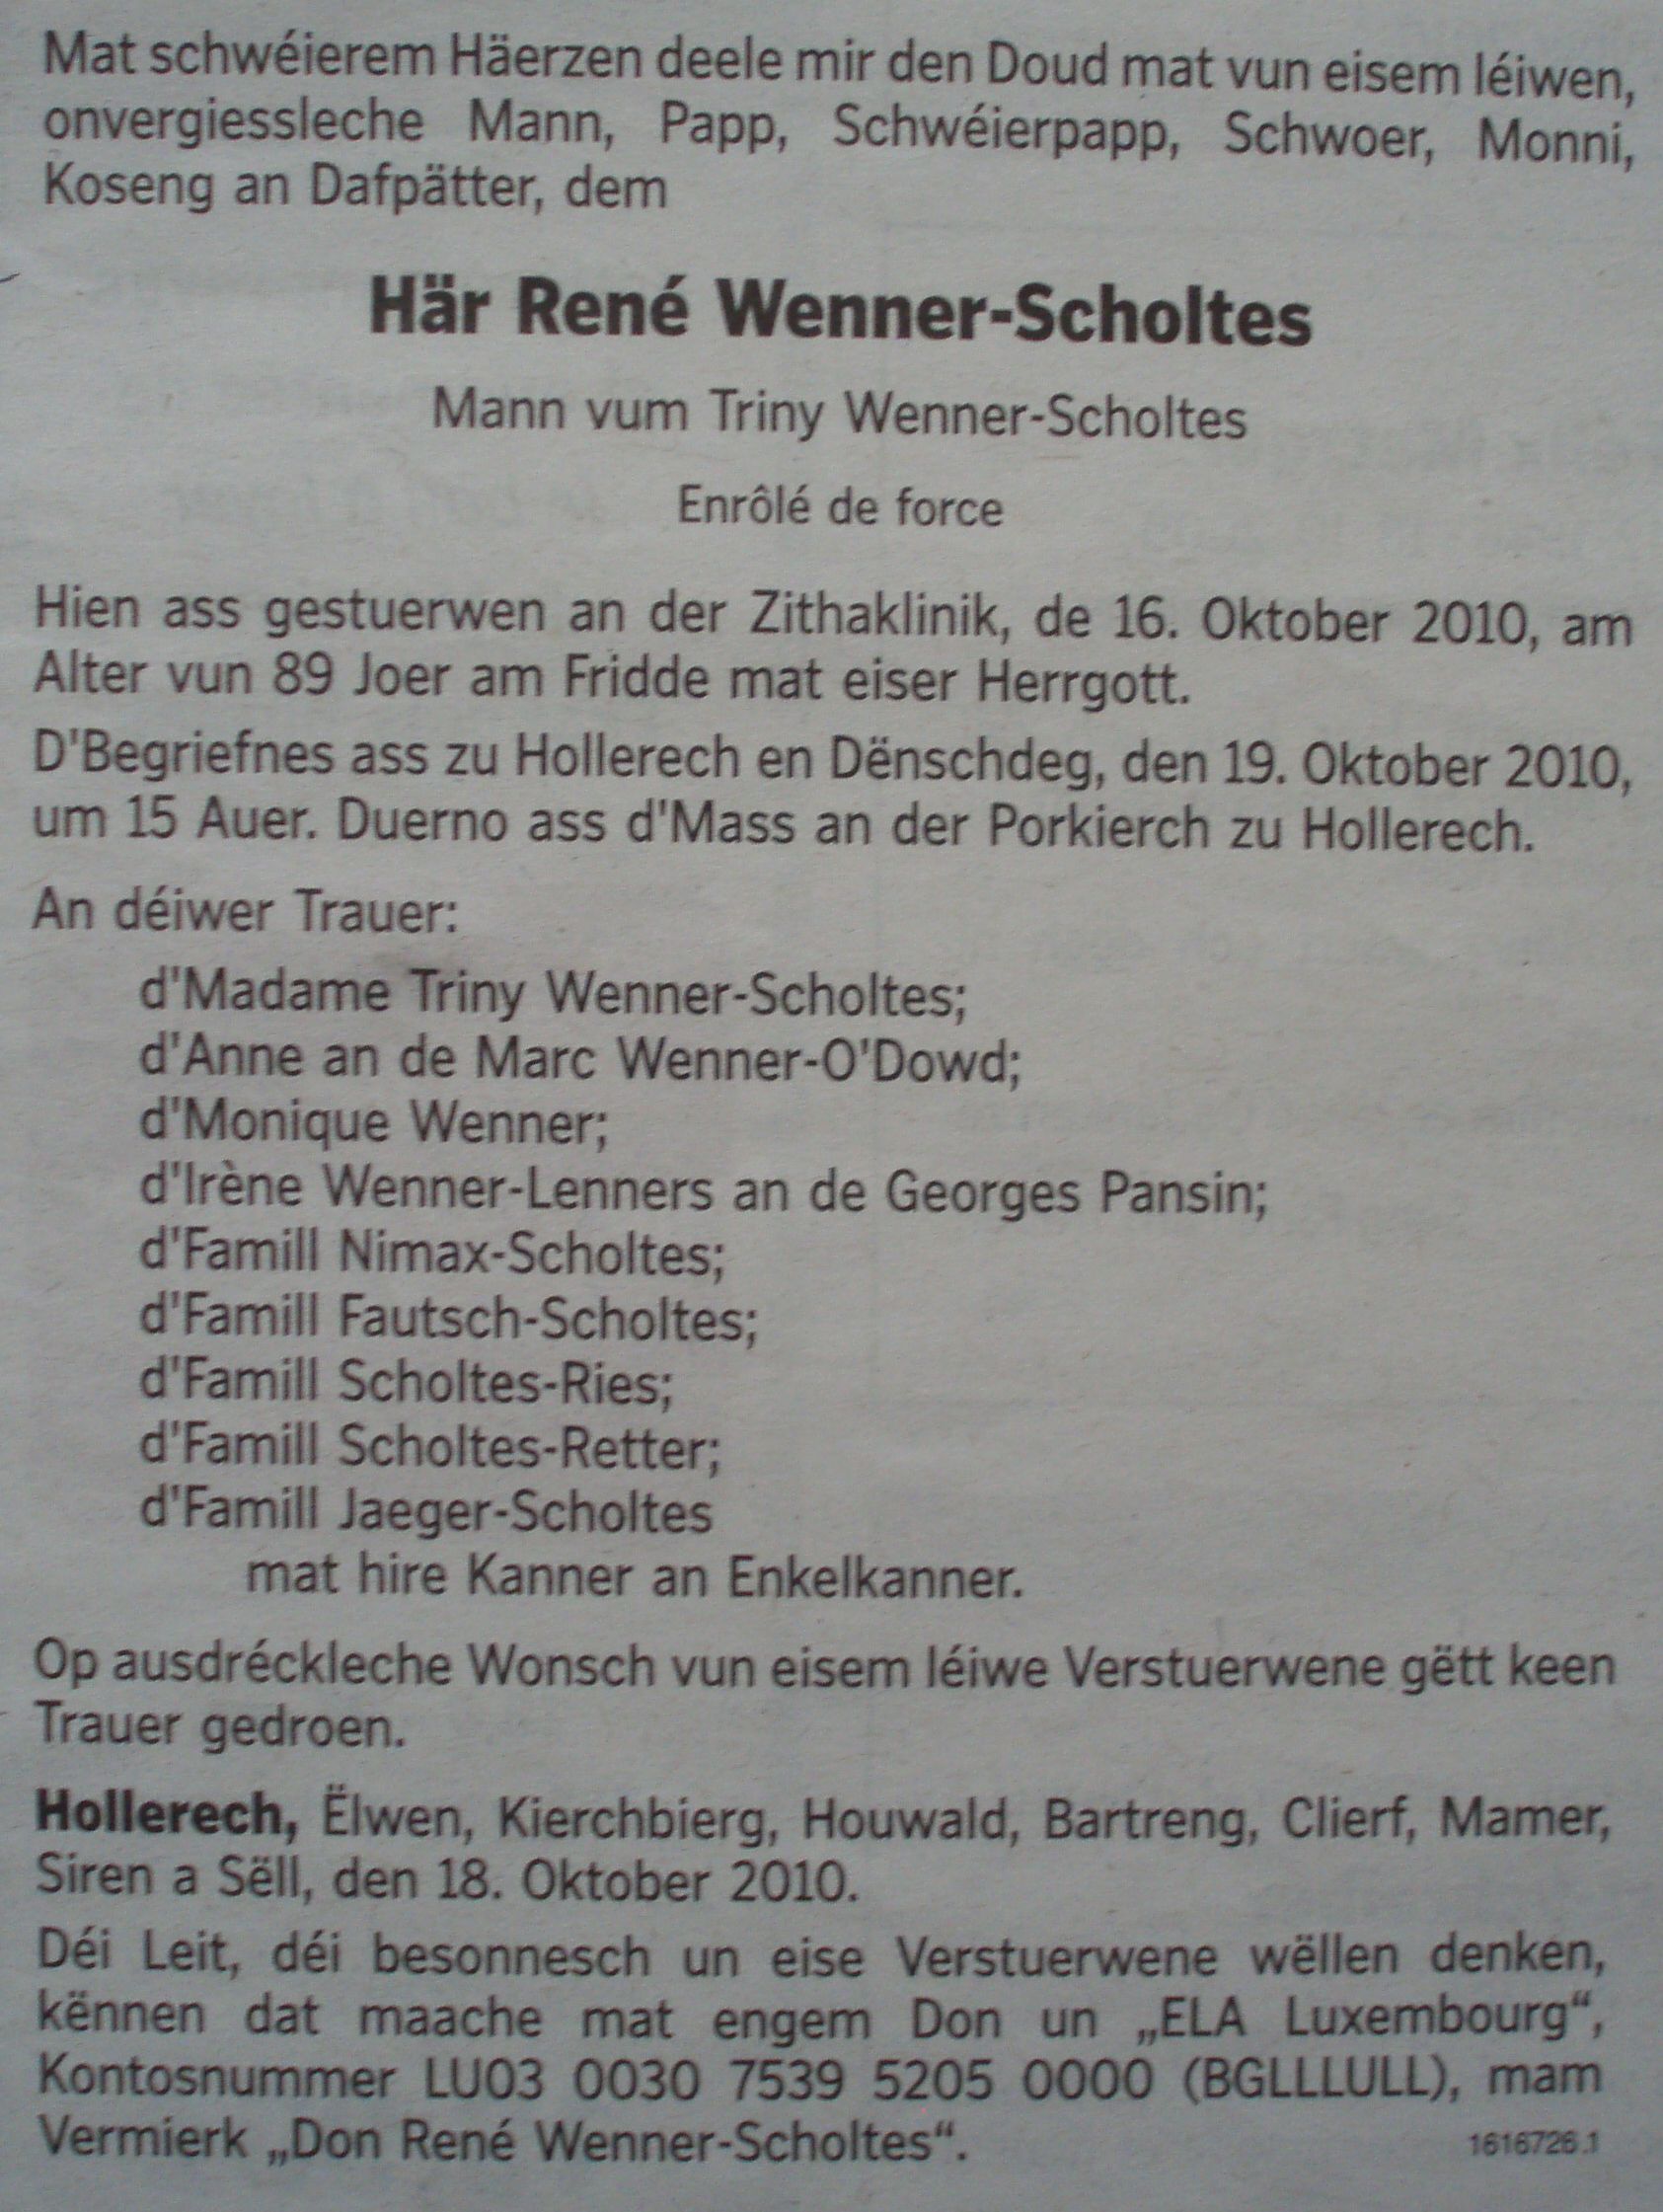 Mat schwéierem Häerzen deele mir den Doud mat vun eisem léiwen,
onvergiessleche Mann, Papp, Schwéierpapp, Schwoer, Monni,
Koseng an Dafpätter, dem
Här René Wenner-Scholtes
Mann vum Triny Wenner-Scholtes
Enrôlé de force
Hien ass gestuerwen an der Zithaklinik, de 16. Oktober 2010, am
Alter vun 89 Joer am Fridde mat eiser Herrgott.
D'Begriefnes ass zu Hollerech en Dënschdeg, den 19. Oktober 2010,
um 15 Auer. Duerno ass d'Mass an der Porkierch zu Hollerech.
An déiwer Trauer:
d'Madame Triny Wenner-Scholtes;
d'Anne an de Marc Wenner-O'Dowd;
d'Monique Wenner;
d'Irène Wenner-Lenners an de Georges Pansin;
d'Famill Nimax-Scholtes;
d'Famill Fautsch-Scholtes;
d'Famill Scholtes-Ries;
d'Famill Scholtes-Retter;
d'Famill Jaeger-Scholtes
mat hire Kanner an Enkelkanner.
Op ausdréckleche Wonsch vun eisem léiwe Verstuerwene gëtt keen
Trauer gedroen.
Hollerech, Ëlwen, Kierchbierg, Houwald, Bartreng, Clierf, Mamer,
Siren a Sëll, den 18. Oktober 2010.
Déi Leit, déi besonnesch un eise Verstuerwene wëllen denken,
kënnen dat maache mat engem Don un „ELA Luxembourg“,
Kontosnummer LU03 0030 7539 5205 0000 (BGLLLULL), mam
Vermierk „Don René Wenner-Scholtes“.
1616726.1